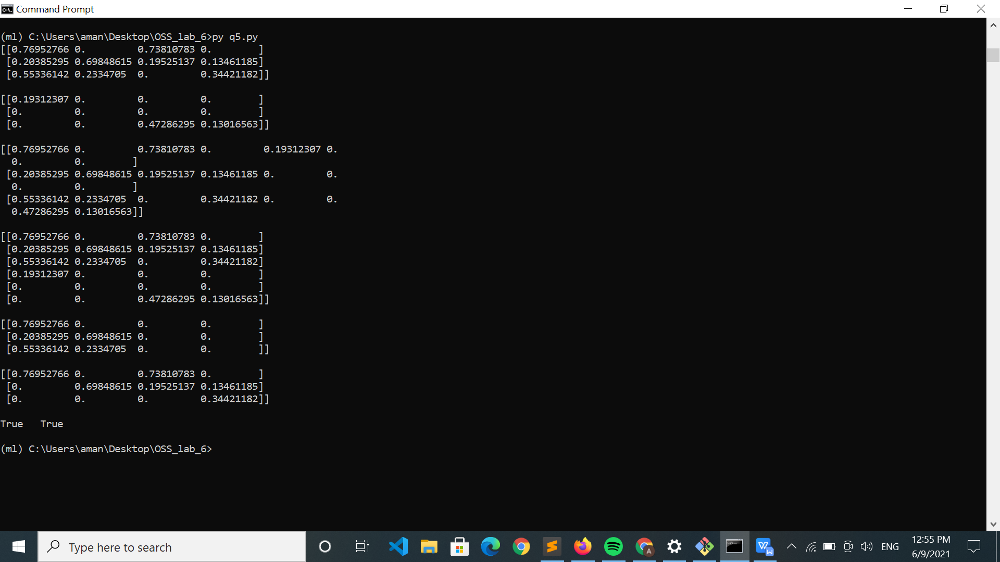 Command Prompt
(ml) C:\Users\aman\Desktop\OSS_lab_6>py q5.py
[[0.76952766 0.         0.73810783 0.        ]
 [0.20385295 0.69848615 0.19525137 0.13461185]
 [0.55336142 0.2334705  0.         0.34421182]]

[[0.19312307 0.         0.         0.        ]
 [0.         0.         0.         0.        ]
 [0.         0.         0.47286295 0.13016563]]

[[0.76952766 0.         0.73810783 0.         0.19312307 0.
  0.         0.        ]
 [0.20385295 0.69848615 0.19525137 0.13461185 0.         0.
  0.         0.        ]
 [0.55336142 0.2334705  0.         0.34421182 0.         0.
  0.47286295 0.13016563]]

[[0.76952766 0.         0.73810783 0.        ]
 [0.20385295 0.69848615 0.19525137 0.13461185]
 [0.55336142 0.2334705  0.         0.34421182]
 [0.19312307 0.         0.         0.        ]
 [0.         0.         0.         0.        ]
 [0.         0.         0.47286295 0.13016563]]

[[0.76952766 0.         0.         0.        ]
 [0.20385295 0.69848615 0.         0.        ]
 [0.55336142 0.2334705  0.         0.        ]]

[[0.76952766 0.         0.73810783 0.        ]
 [0.         0.69848615 0.19525137 0.13461185]
 [0.         0.         0.         0.34421182]]

True   True

(ml) C:\Users\aman\Desktop\OSS_lab_6>
Type here to search
ENG
12:55 PM
6/9/2021